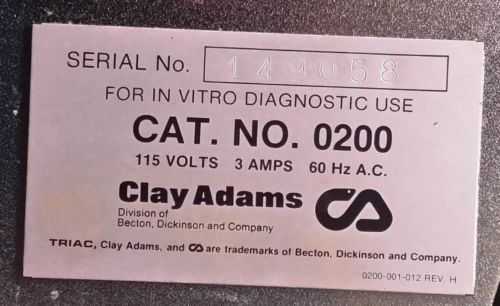 SERIAL No. 149058
FOR IN VITRO DIAGNOSTIC USE
CAT. NO. 0200
115 VOLTS 3 AMPS 60 Hz A.C.
Clay Adams
Division of
Becton, Dickinson and Company
TRIAC, Clay Adams, and CA are trademarks of Becton, Dickinson and Company.
0200-001-012 REV. H